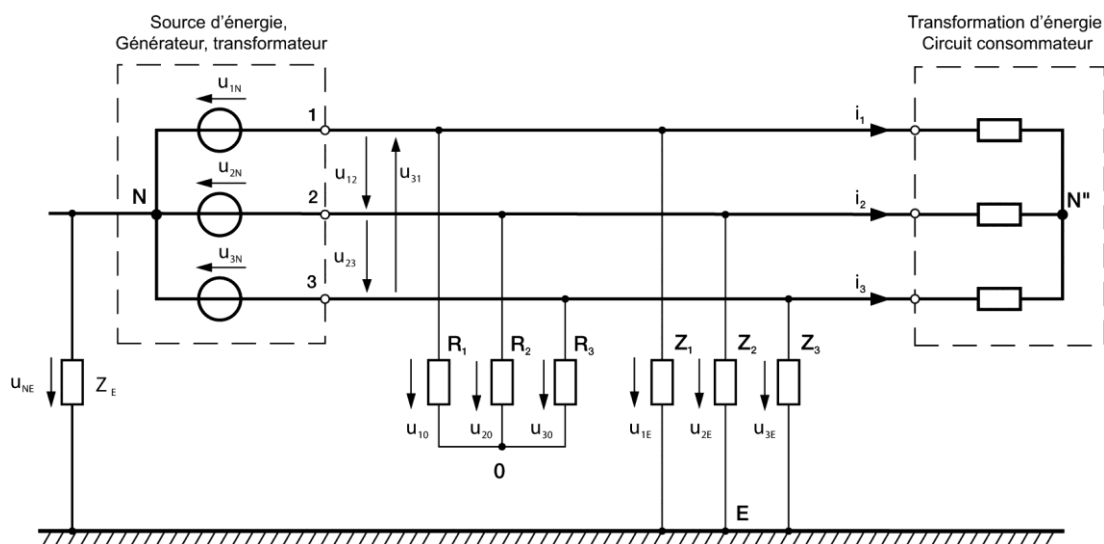 Source d'énergie,
Générateur, transformateur
Transformation d'énergie
Circuit consommateur
u1N
1
i1
u12
u31
u2N
N
2
i2
N"
u3N
u23
3
i3
R1
R2
R3
Z1
Z2
Z3
uNE
ZE
u10
u20
u30
u1E
u2E
u3E
0
E